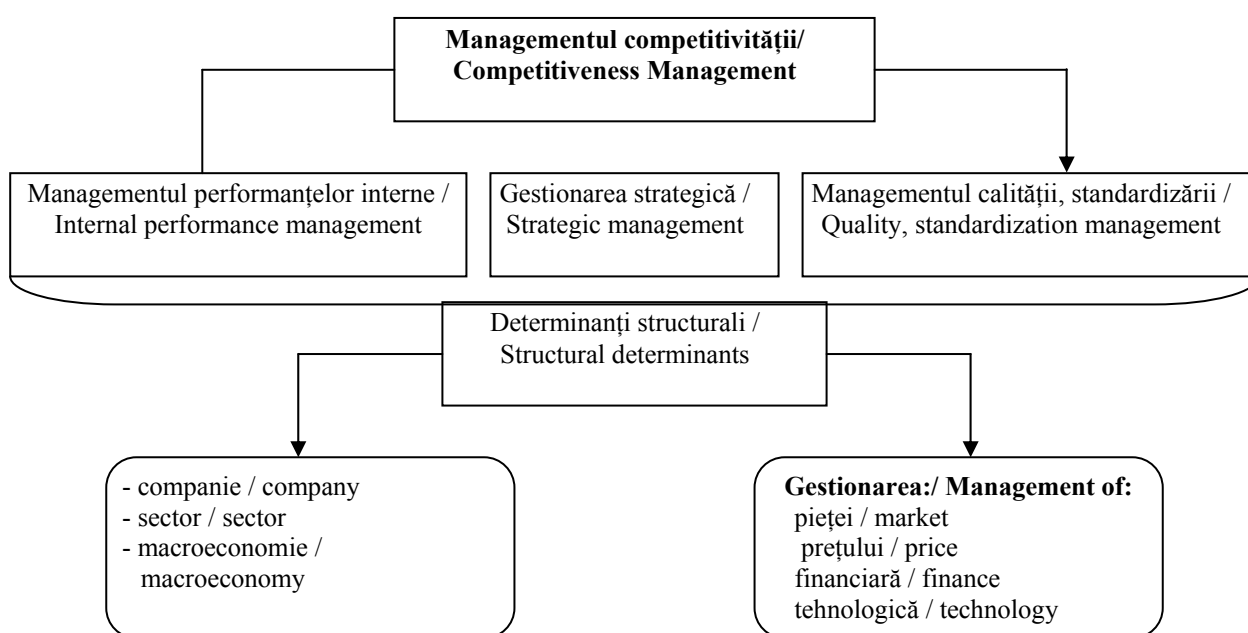 Managementul competitivității/
Competitiveness Management
Managementul performanțelor interne /
Internal performance management
Gestionarea strategică /
Strategic management
Managementul calității, standardizării /
Quality, standardization management
Determinanți structurali /
Structural determinants
- companie / company
- sector / sector
- macroeconomie /
macroeconomy
Gestionarea:/ Management of:
pieței / market
prețului / price
financiară / finance
tehnologică / technology